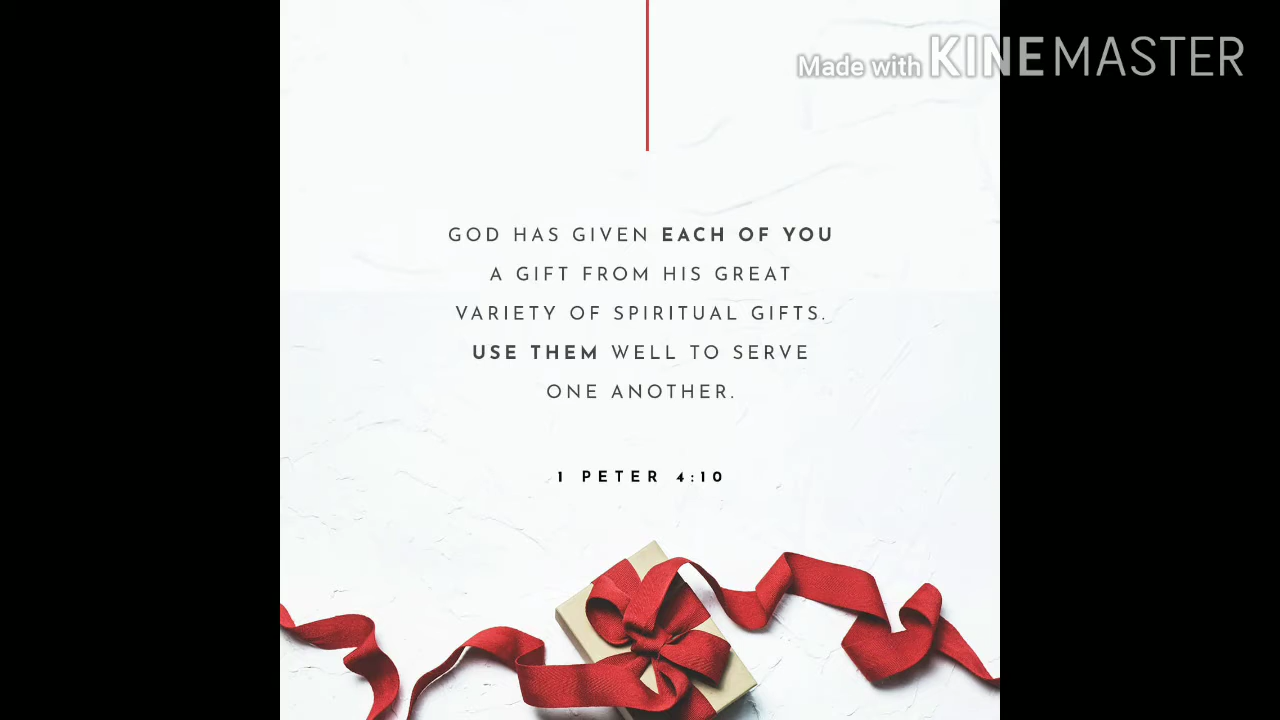 Made with KINEMASTER
GOD HAS GIVEN EACH OF YOU
A GIFT FROM HIS GREAT
VARIETY OF SPIRITUAL GIFTS.
USE THEM WELL TO SERVE
ONE ANOTHER.
1 PETER 4:10